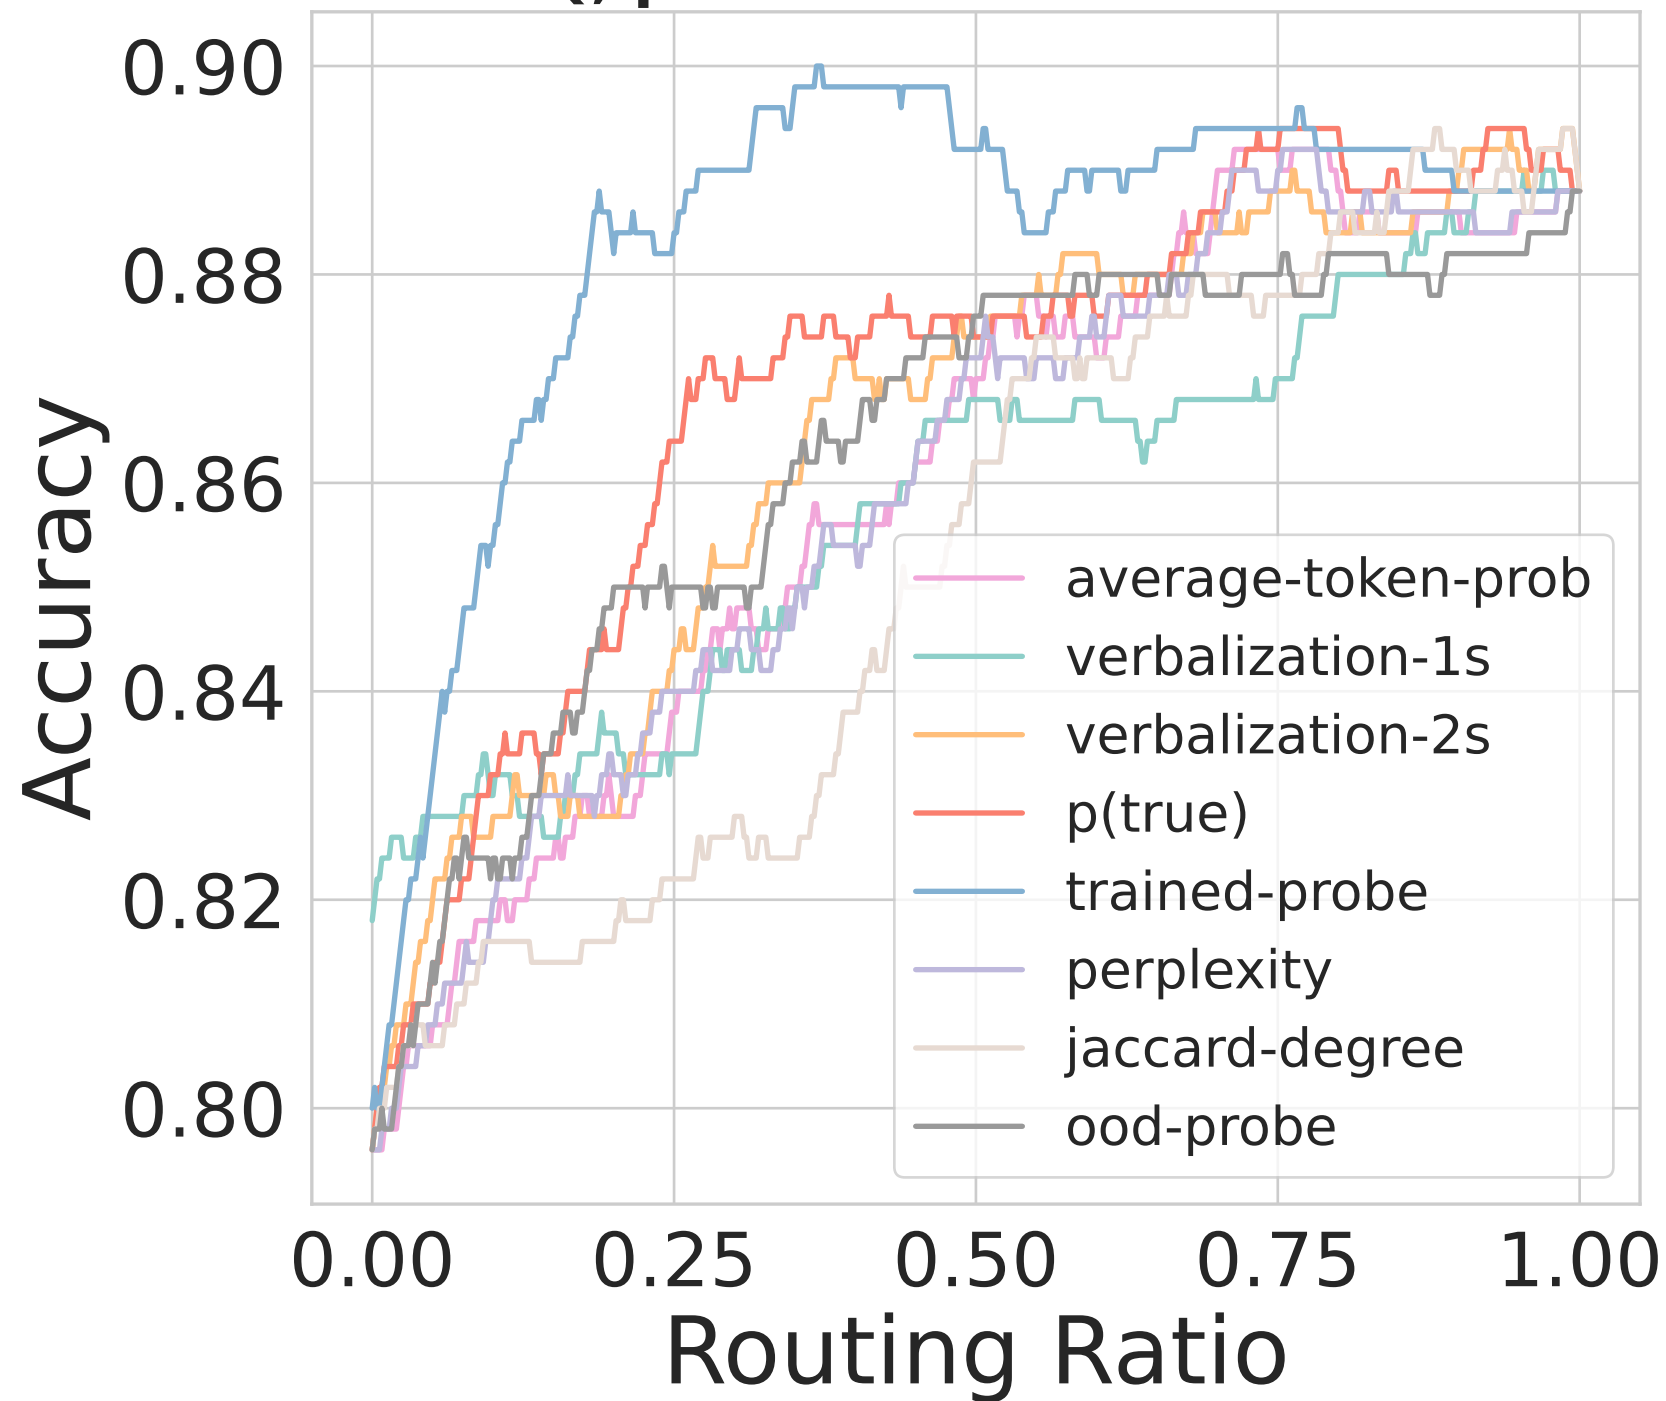 0.90
0.88
0.86
0.84
0.82
0.80
Accuracy
average-token-prob
verbalization-1s
verbalization-2s
p(true)
trained-probe
perplexity
jaccard-degree
ood-probe
0.00 0.25 0.50 0.75 1.00
Routing Ratio